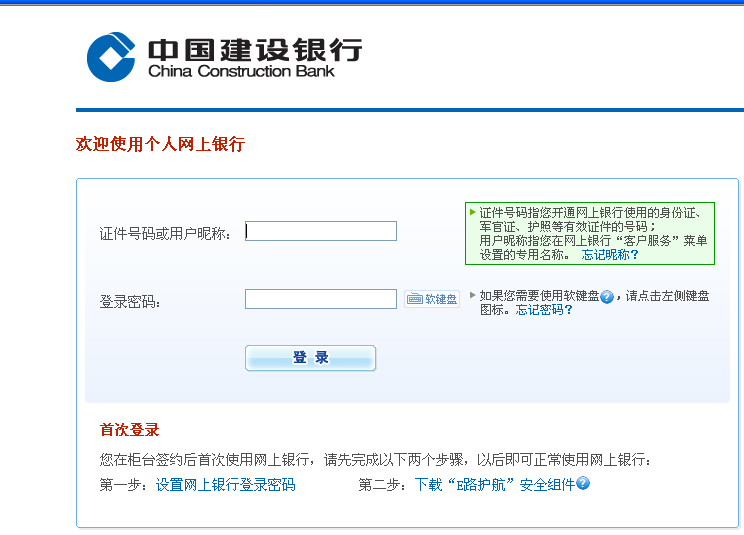 中国建设银行
China Construction Bank
欢迎使用个人网上银行
证件号码或用户昵称：
证件号码指您开通网上银行使用的身份证、
军官证、护照等有效证件的号码；
用户昵称指您在网上银行“客户服务”菜单
设置的专用名称。 忘记昵称？
登录密码：
软键盘
如果您需要使用软键盘?，请点击左侧键盘
图标。忘记密码？
登 录
首次登录
您在柜台签约后首次使用网上银行，请先完成以下两个步骤，以后即可正常使用网上银行：
第一步：设置网上银行登录密码 第二步：下载“E路护航”安全组件?